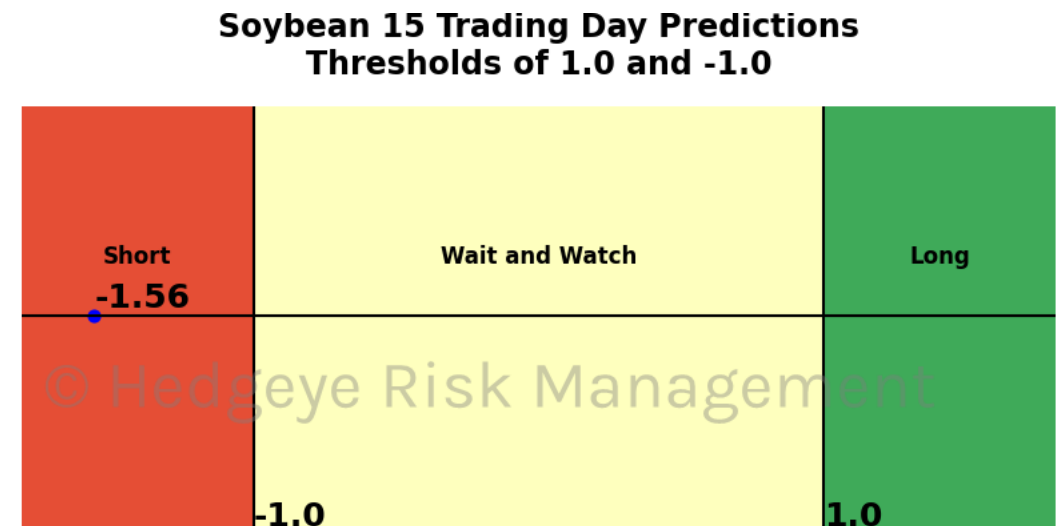 Soybean 15 Trading Day Predictions
Thresholds of 1.0 and -1.0
Short
Wait and Watch
Long
-1.56
© Hedgeye Risk Management
-1.0
1.0